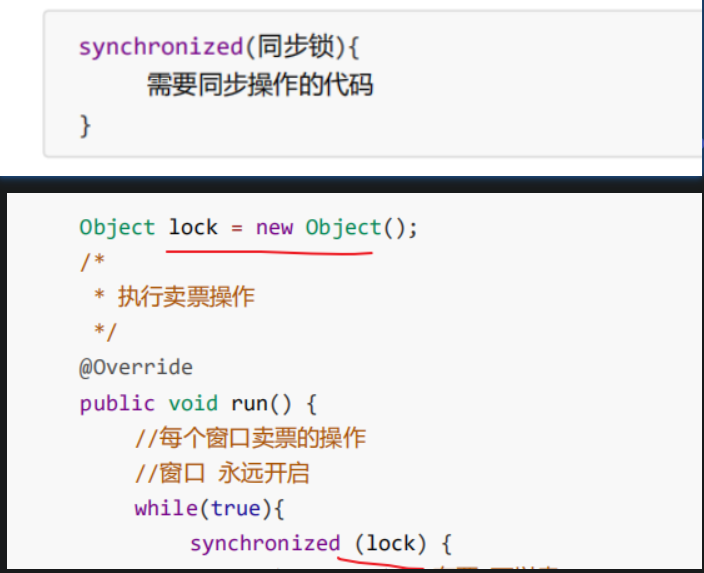 synchronized(同步锁){
需要同步操作的代码
}
Object lock = new Object();
/*
* 执行卖票操作
*/
@Override
public void run() {
//每个窗口卖票的操作
//窗口 永远开启
while(true){
synchronized (lock) {